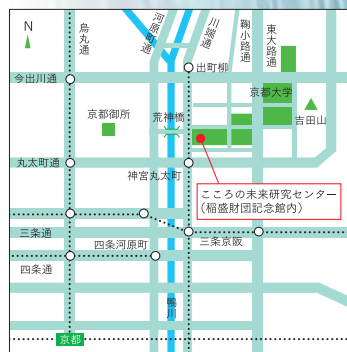 N
烏丸通
河原町通
川端通
鞠小路通
東大路通
出町柳
今出川通
京都大学
京都御所
荒神橋
吉田山
丸太町通
神宮丸太町
こころの未来研究センター
(稲盛財団記念館内)
三条通
四条河原町
三条京阪
四条通
鴨川
京都